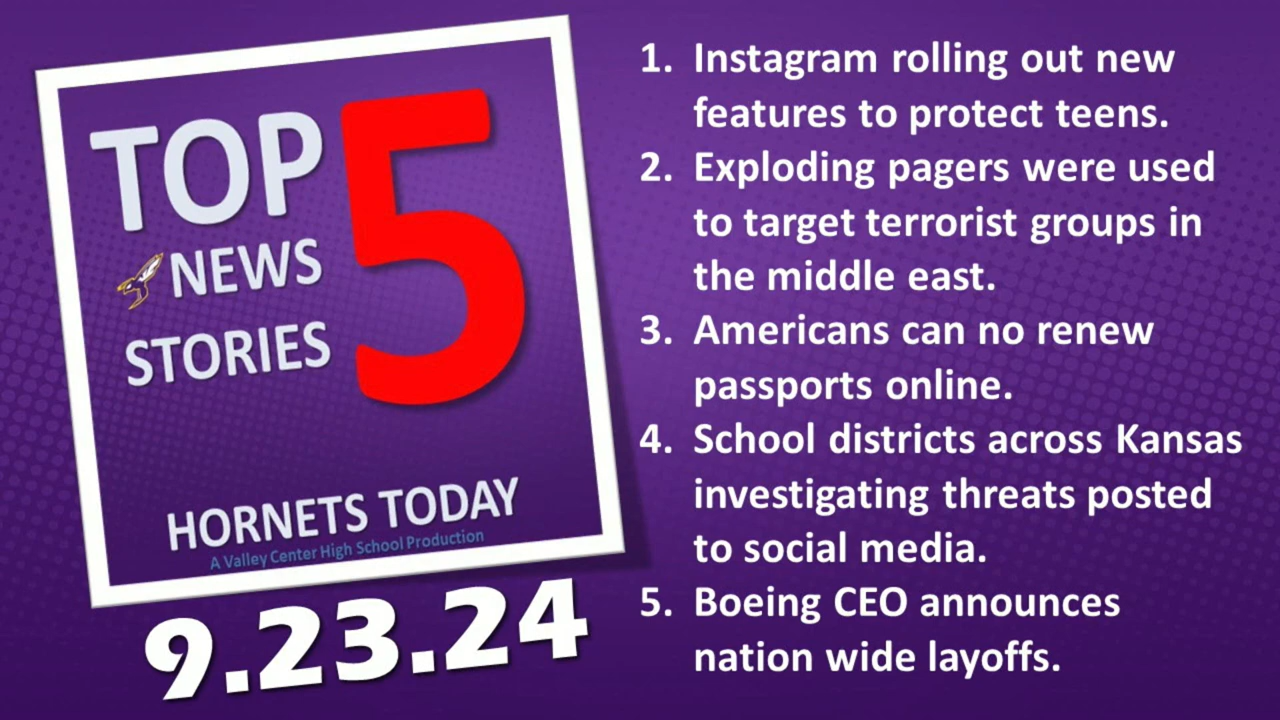 TOP 5
NEWS
STORIES
HORNETS TODAY
A Valley Center High School Production
9.23.24
1. Instagram rolling out new
features to protect teens.
2. Exploding pagers were used
to target terrorist groups in
the middle east.
3. Americans can no renew
passports online.
4. School districts across Kansas
investigating threats posted
to social media.
5. Boeing CEO announces
nation wide layoffs.